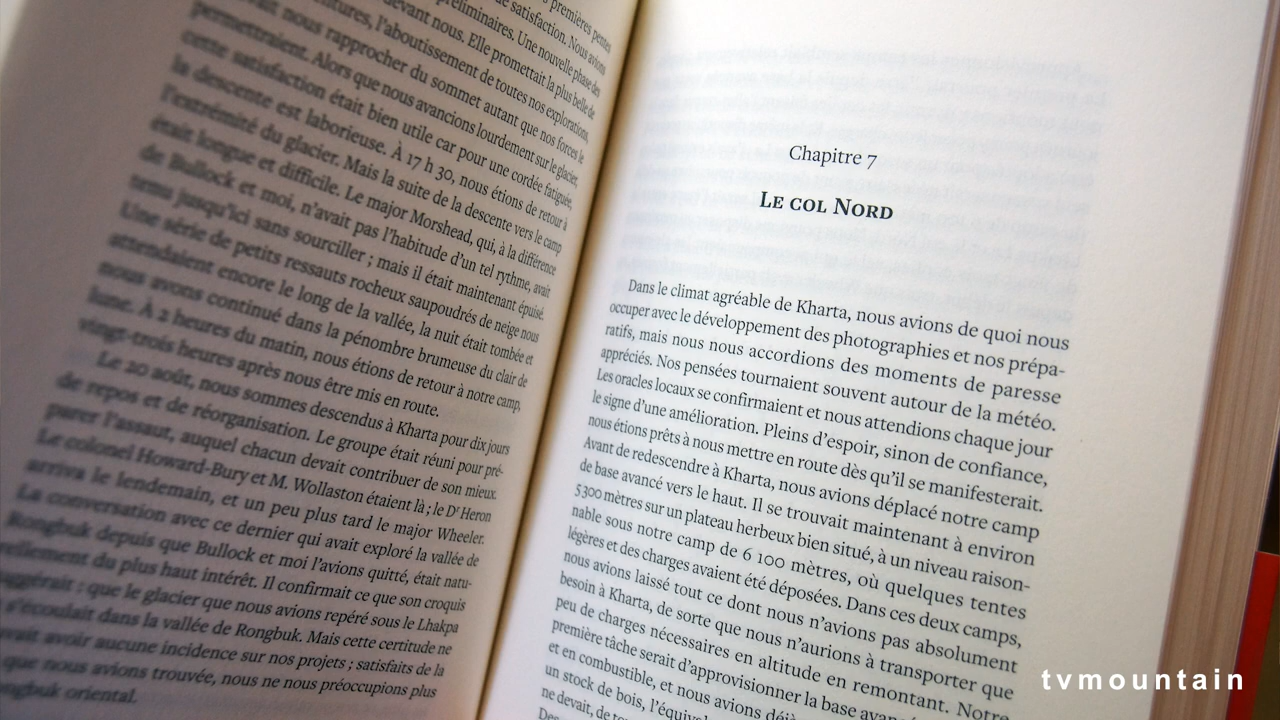 premières pentes
de satisfaction. Nous avions
préliminaires. Une nouvelle phase des
devant nous. Elle promettait la plus belle de
l'aboutissement de toutes nos explorations,
nous rapprocher du sommet autant que nos forces le
permettraient. Alors que nous avancions lourdement sur le glacier,
cette satisfaction était bien utile car pour une cordée fatiguée,
la descente est laborieuse. À 17 h 30, nous étions de retour à
l'extrémité du glacier. Mais la suite de la descente vers le camp
était longue et difficile. Le major Morshead, qui, à la différence
de Bullock et moi, n'avait pas l'habitude d'un tel rythme, avait
tenu jusqu'ici sans sourciller ; mais il était maintenant épuisé.
Une série de petits ressauts rocheux saupoudrés de neige nous
attendaient encore le long de la vallée, la nuit était tombée et
nous avons continué dans la pénombre brumeuse du clair de
lune. À 2 heures du matin, nous étions de retour à notre camp,
vingt-trois heures après nous être mis en route.
Le 20 août, nous sommes descendus à Kharta pour dix jours
de repos et de réorganisation. Le groupe était réuni pour pré-
parer l'assaut, auquel chacun devait contribuer de son mieux.
Le colonel Howard-Bury et M. Wollaston étaient là ; le Dr Heron
arriva le lendemain, et un peu plus tard le major Wheeler.
La conversation avec ce dernier qui avait exploré la vallée de
Rongbuk depuis que Bullock et moi l'avions quitté, était natu-
rellement du plus haut intérêt. Il confirmait ce que son croquis
suggérait : que le glacier que nous avions repéré sous le Lhakpa
s'écoulait dans la vallée de Rongbuk. Mais cette certitude ne
avoir aucune incidence sur nos projets ; satisfaits de la
que nous avions trouvée, nous ne nous préoccupions plus
oriental.
Chapitre 7
LE COL NORD
Dans le climat agréable de Kharta, nous avions de quoi nous
occuper avec le développement des photographies et nos prépa-
ratifs, mais nous nous accordions des moments de paresse
appréciés. Nos pensées tournaient souvent autour de la météo.
Les oracles locaux se confirmaient et nous attendions chaque jour
le signe d'une amélioration. Pleins d'espoir, sinon de confiance,
nous étions prêts à nous mettre en route dès qu'il se manifesterait.
Avant de redescendre à Kharta, nous avions déplacé notre camp
de base avancé vers le haut. Il se trouvait maintenant à environ
5 300 mètres sur un plateau herbeux bien situé, à un niveau raison-
nable sous notre camp de 6 100 mètres, où quelques tentes
légères et des charges avaient été déposées. Dans ces deux camps,
nous avions laissé tout ce dont nous n'avions pas absolument
besoin à Kharta, de sorte que nous n'aurions à transporter que
peu de charges nécessaires en altitude en remontant. Notre
première tâche serait d'approvisionner la base avancé
et en combustible, et nous avions déjà
un stock de bois, l'équival
ne devait, de to
Des
tvmountain